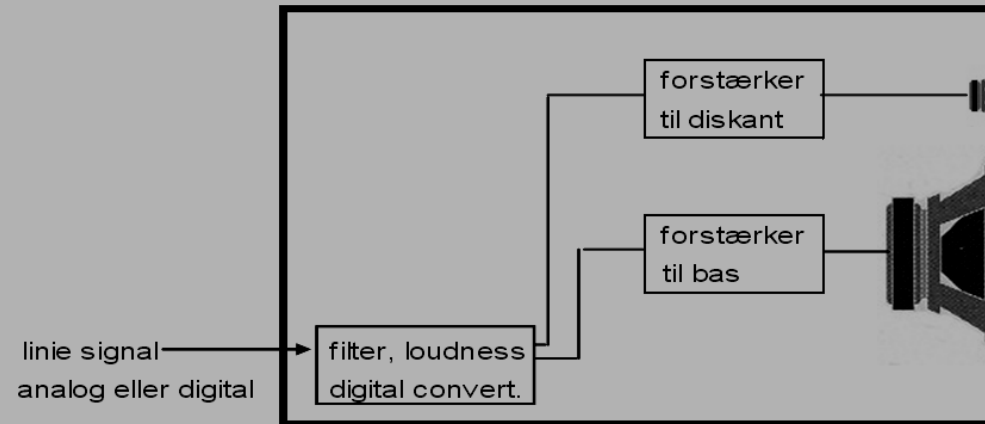 forstærker
til diskant
forstærker
til bas
linie signal
analog eller digital
filter, loudness
digital convert.